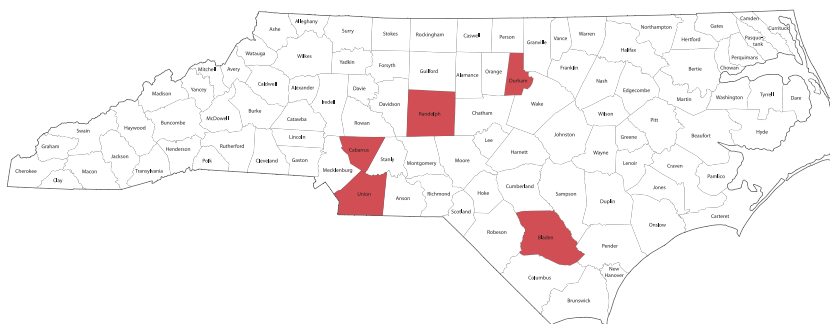 Alleghany
Ashe
Surry
Stokes
Rockingham
Caswell
Person
Granville
Vance
Warren
Northampton
Gates
Camden
Currituck
Pasquo-
tank
Hertford
Halifax
Perquimans
Chowan
Watauga
Wilkes
Yadkin
Forsyth
Guilford
Alamance
Orange
Durham
Franklin
Bertie
Mitchell
Avery
Caldwell
Alexander
Davie
Nash
Edgecombe
Martin
Washington
Tyrrell
Dare
Madison
Yancey
Iredell
Davidson
Randolph
Chatham
Wake
Wilson
Pitt
Beaufort
Hyde
Burke
McDowell
Catawba
Rowan
Buncombe
Haywood
Swain
Lincoln
Johnston
Greene
Lee
Graham
Jackson
Henderson
Rutherford
Polk
Cleveland
Gaston
Cabarrus
Stanly
Montgomery
Moore
Harnett
Wayne
Lenoir
Craven
Pamlico
Cherokee
Clay
Macon
Transylvania
Mecklenburg
Union
Anson
Richmond
Hoke
Cumberland
Sampson
Duplin
Jones
Carteret
Scotland
Robeson
Bladen
Pender
Onslow
Columbus
New
Hanover
Brunswick